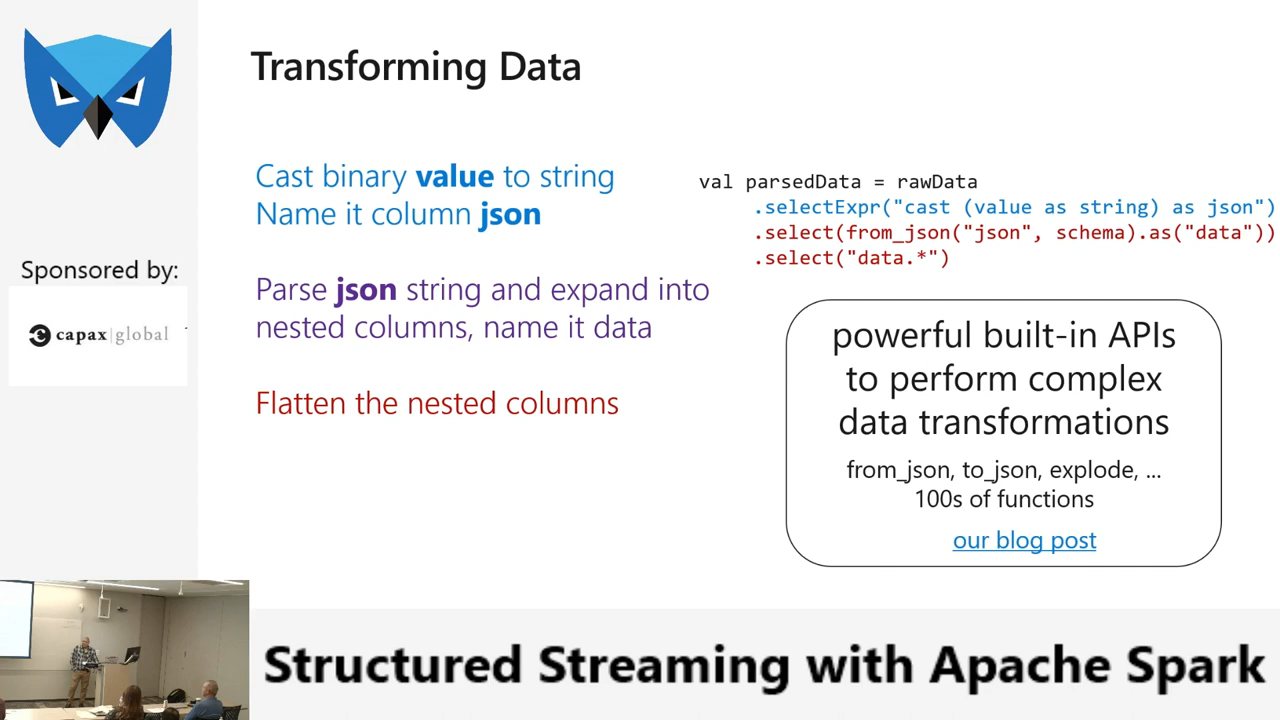 Transforming Data
Cast binary value to string
Name it column json
Parse json string and expand into
nested columns, name it data
Flatten the nested columns
val parsedData = rawData
.selectExpr("cast (value as string) as json")
.select(from_json("json", schema).as("data"))
.select("data.*")
powerful built-in APIs
to perform complex
data transformations
from_json, to_json, explode, ...
100s of functions
our blog post
Sponsored by:
capax|global
Structured Streaming with Apache Spark